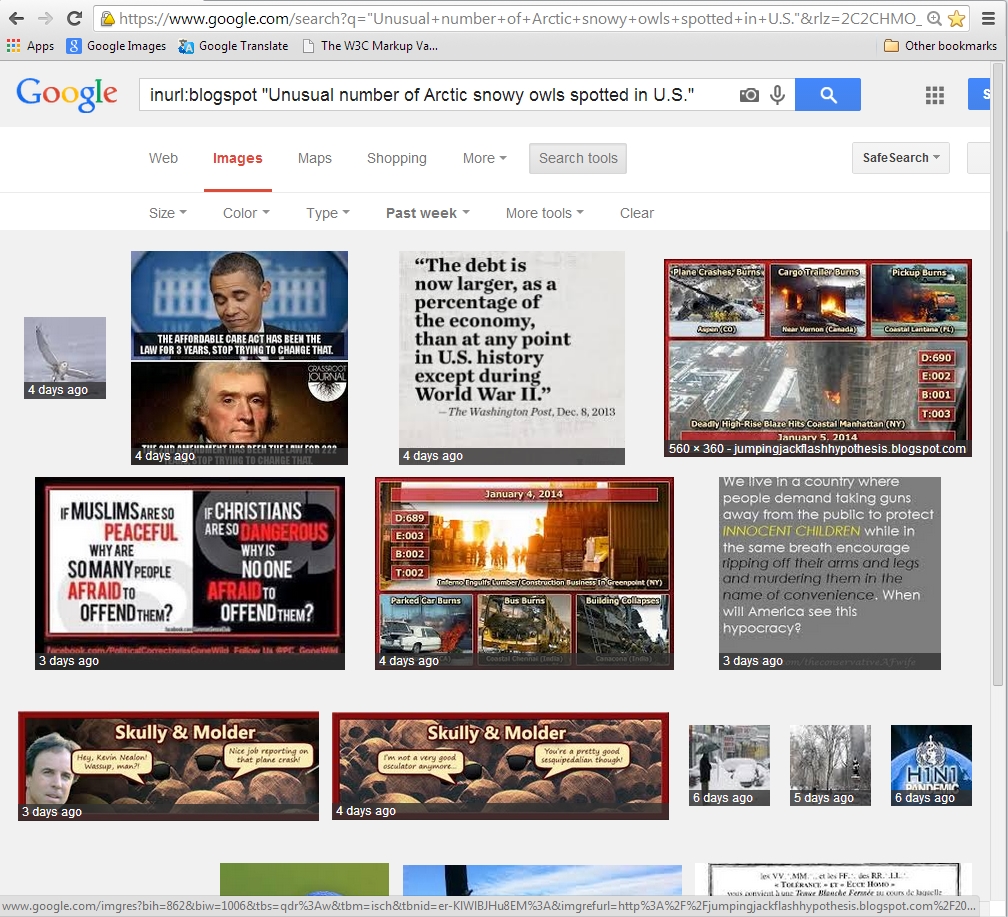 https://www.google.com/search?q="Unusual+number+of+Arctic+snowy+owls+spotted+in+U.S."&rlz=2C2CHMO_
Apps Google Images Google Translate The W3C Markup Va... Other bookmarks
Google
inurl:blogspot "Unusual number of Arctic snowy owls spotted in U.S."
S
Web Images Maps Shopping More Search tools SafeSearch
Size Color Type Past week More tools Clear
4 days ago
THE AFFORDABLE CARE ACT HAS BEEN THE
LAW FOR 3 YEARS, STOP TRYING TO CHANGE THAT.
GRASSROOT
JOURNAL
THE 2ND AMENDMENT HAS BEEN THE LAW FOR 222
YEARS, STOP TRYING TO CHANGE THAT.
4 days ago
“The debt is
now larger, as a
percentage of
the economy,
than at any point
in U.S. history
except during
World War II.”
– The Washington Post, Dec. 8, 2013
4 days ago
Plane Crashes, Burns Cargo Trailer Burns Pickup Burns
Aspen (CO) Near Vernon (Canada) Coastal Lantana (FL)
D:690
E:002
B:001
T:003
Deadly High-Rise Blaze Hits Coastal Manhattan (NY)
January 5, 2014
560 × 360 - jumpingjackflashhypothesis.blogspot.com
IF MUSLIMS ARE SO
PEACEFUL
WHY ARE
SO MANY PEOPLE
AFRAID TO
OFFEND THEM?
IF CHRISTIANS
ARE SO DANGEROUS
WHY IS
NO ONE
AFRAID TO
OFFEND THEM?
facebook.com/PoliticalCorrectnessGoneWild Follow Us @PC_GoneWild
3 days ago
January 4, 2014
D:689
E:003
B:002
T:002
Inferno Engulfs Lumber/Construction Business In Greenpoint (NY)
Parked Car Burns Bus Burns Building Collapses
Coastal Chennai (India) Canacona (India)
4 days ago
We live in a country where
people demand taking guns
away from the public to protect
INNOCENT CHILDREN while in
the same breath encourage
ripping off their arms and legs
and murdering them in the
name of convenience. When
will America see this
hypocracy?
3 days ago
Skully & Molder
Hey, Kevin Nealon!
Wassup, man?!
Nice job reporting on
that plane crash!
3 days ago
Skully & Molder
I'm not a very good
osculator anymore...
You're a pretty good
sesquipedalian though!
4 days ago
6 days ago
5 days ago
H1N1
PANDEMIC
6 days ago
les VV∴MM∴, et les FF∴ des RR∴LL∴
« TOLÉRANCE » ET « ECCE HOMO »
vous convient à une Tenue Blanche Fermée au cours de laquelle
www.google.com/imgres?bih=862&biw=1006&tbs=qdr%3Aw&tbm=isch&tbnid=er-KIWIBJHu8EM%3A&imgrefurl=http%3A%2F%2Fjumpingjackflashhypothesis.blogspot.com%2F20...